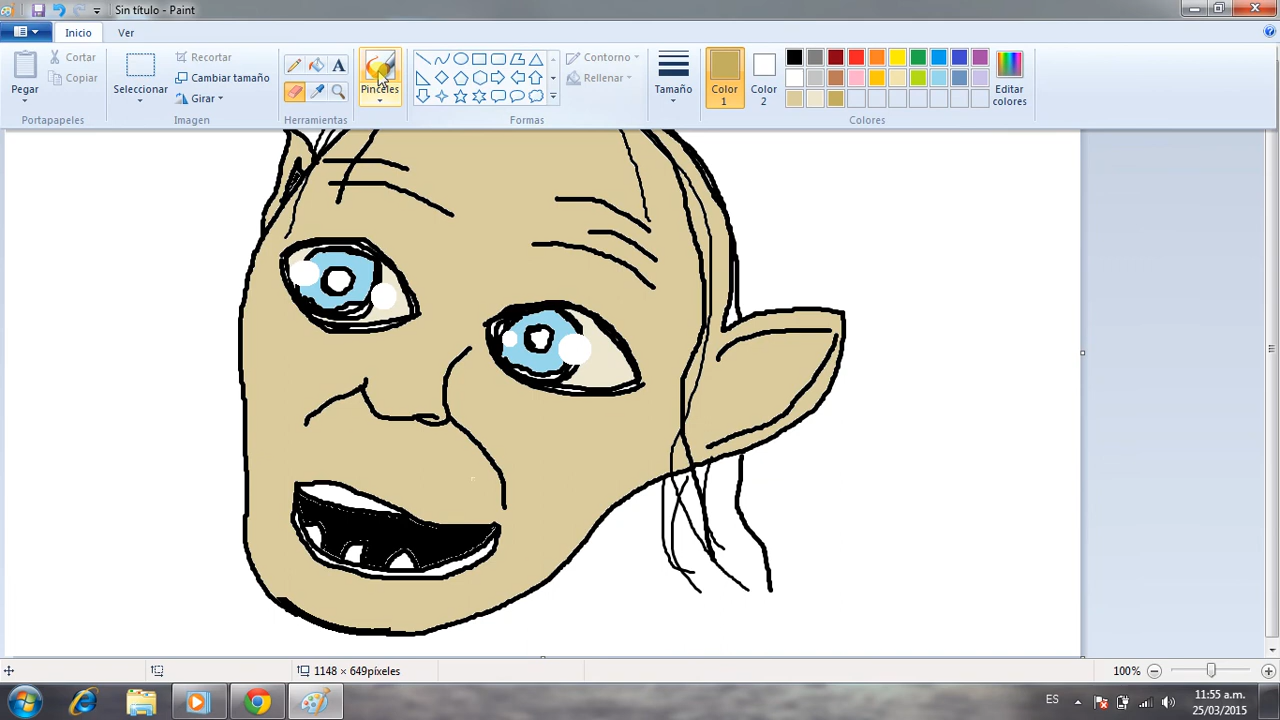 Sin título - Paint
Inicio Ver
Pegar
Cortar
Copiar
Portapapeles
Seleccionar
Recortar
Cambiar tamaño
Girar
Imagen
A
Herramientas
Pinceles
Contorno
Rellenar
Formas
Tamaño
Color 1
Color 2
Editar colores
Colores
1148 × 649píxeles
100%
ES
11:55 a.m.
25/03/2015